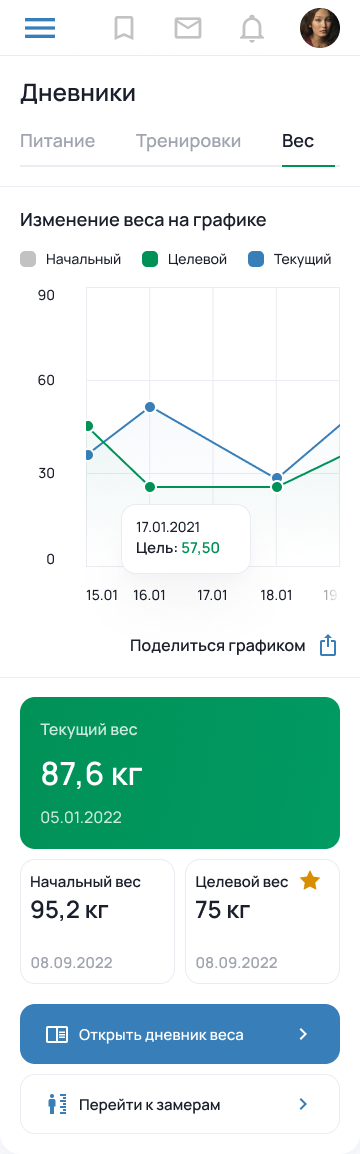 Дневники
Питание Тренировки Вес
Изменение веса на графике
Начальный Целевой Текущий
90
60
30
0
17.01.2021
Цель: 57,50
15.01 16.01 17.01 18.01 19
Поделиться графиком
Текущий вес
87,6 кг
05.01.2022
Начальный вес
95,2 кг
08.09.2022
Целевой вес
75 кг
08.09.2022
Открыть дневник веса
Перейти к замерам